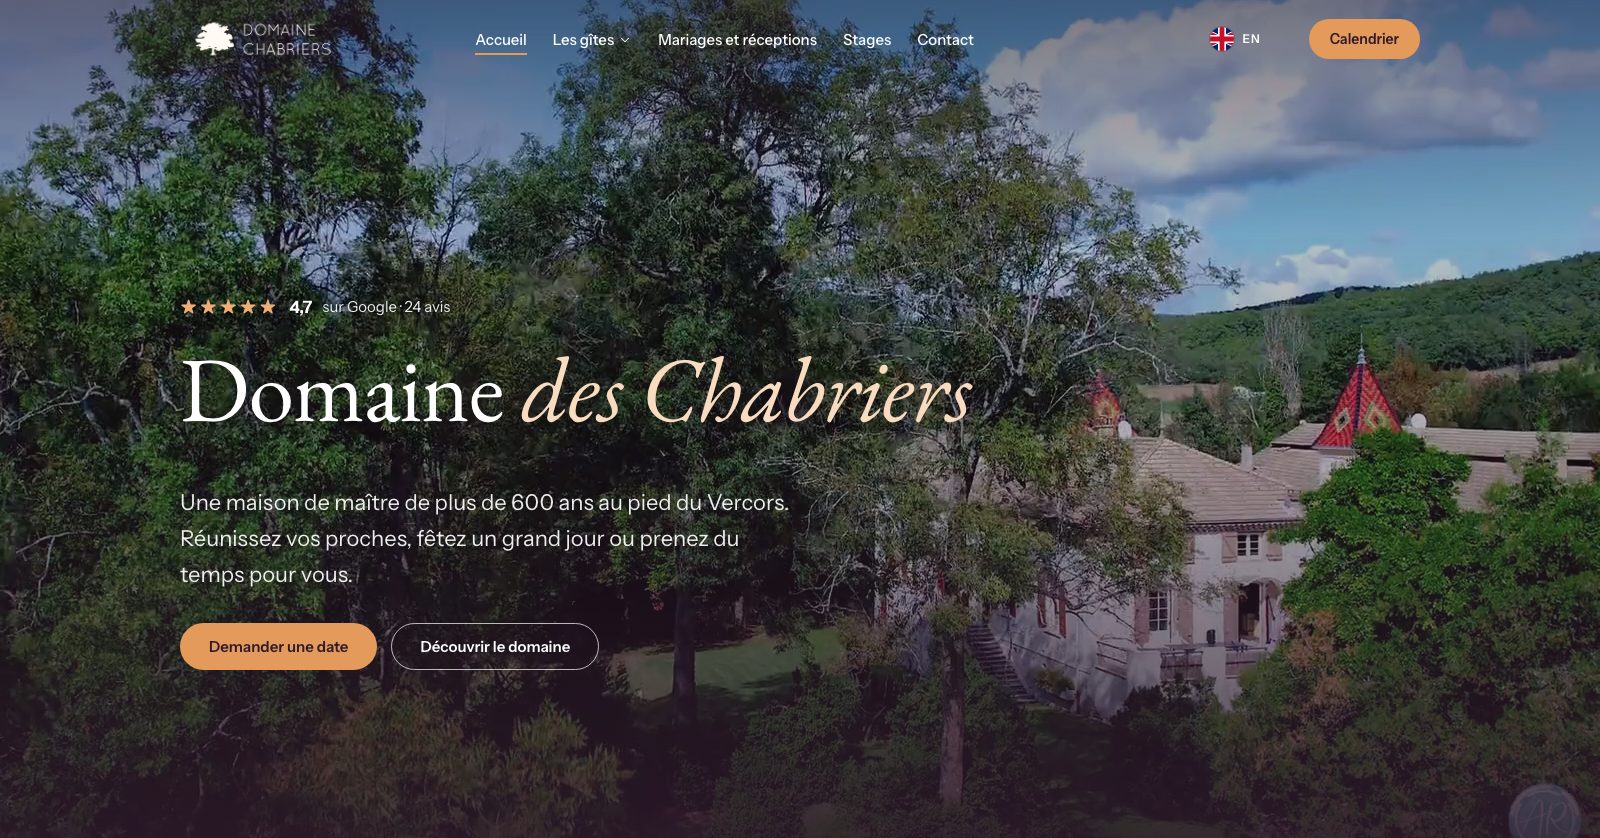 DOMAINE
CHABRIERS
Accueil
Les gîtes
Mariages et réceptions
Stages
Contact
EN
Calendrier
4,7 sur Google · 24 avis
Domaine des Chabriers
Une maison de maître de plus de 600 ans au pied du Vercors.
Réunissez vos proches, fêtez un grand jour ou prenez du
temps pour vous.
Demander une date
Découvrir le domaine
AR